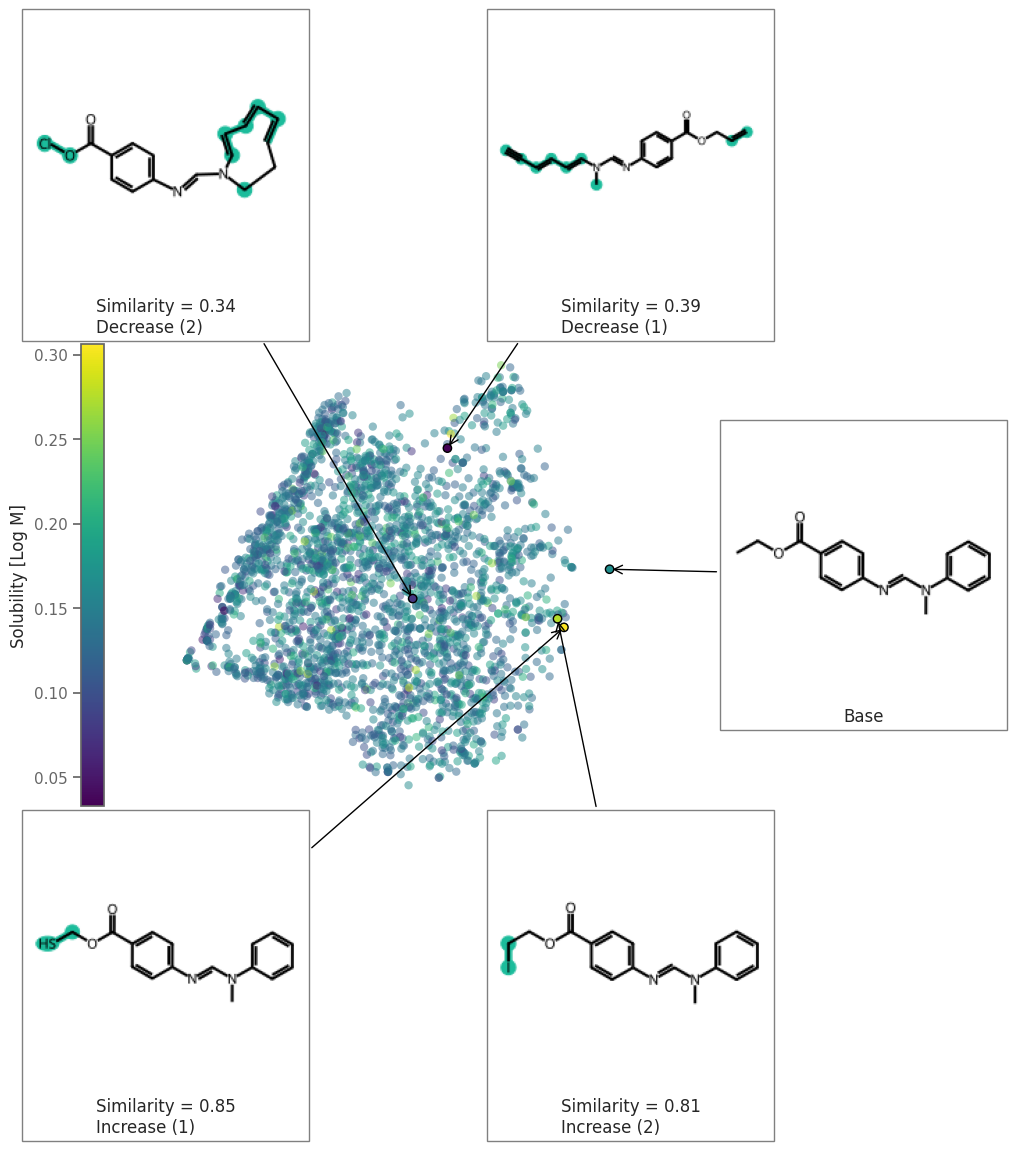 Cl
O
O
N
N
Similarity = 0.34
Decrease (2)
O
O
N
N
Similarity = 0.39
Decrease (1)
Solubility [Log M]
0.30
0.25
0.20
0.15
0.10
0.05
O
O
N
N
Base
HS
O
O
N
N
Similarity = 0.85
Increase (1)
O
O
I
N
N
Similarity = 0.81
Increase (2)